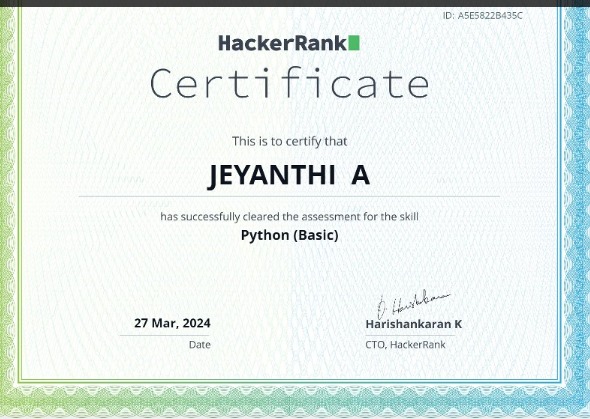 ID: A5E5822B435C
HackerRank
Certificate
This is to certify that
JEYANTHI A
has successfully cleared the assessment for the skill
Python (Basic)
27 Mar, 2024
Date
Harishankaran K
CTO, HackerRank